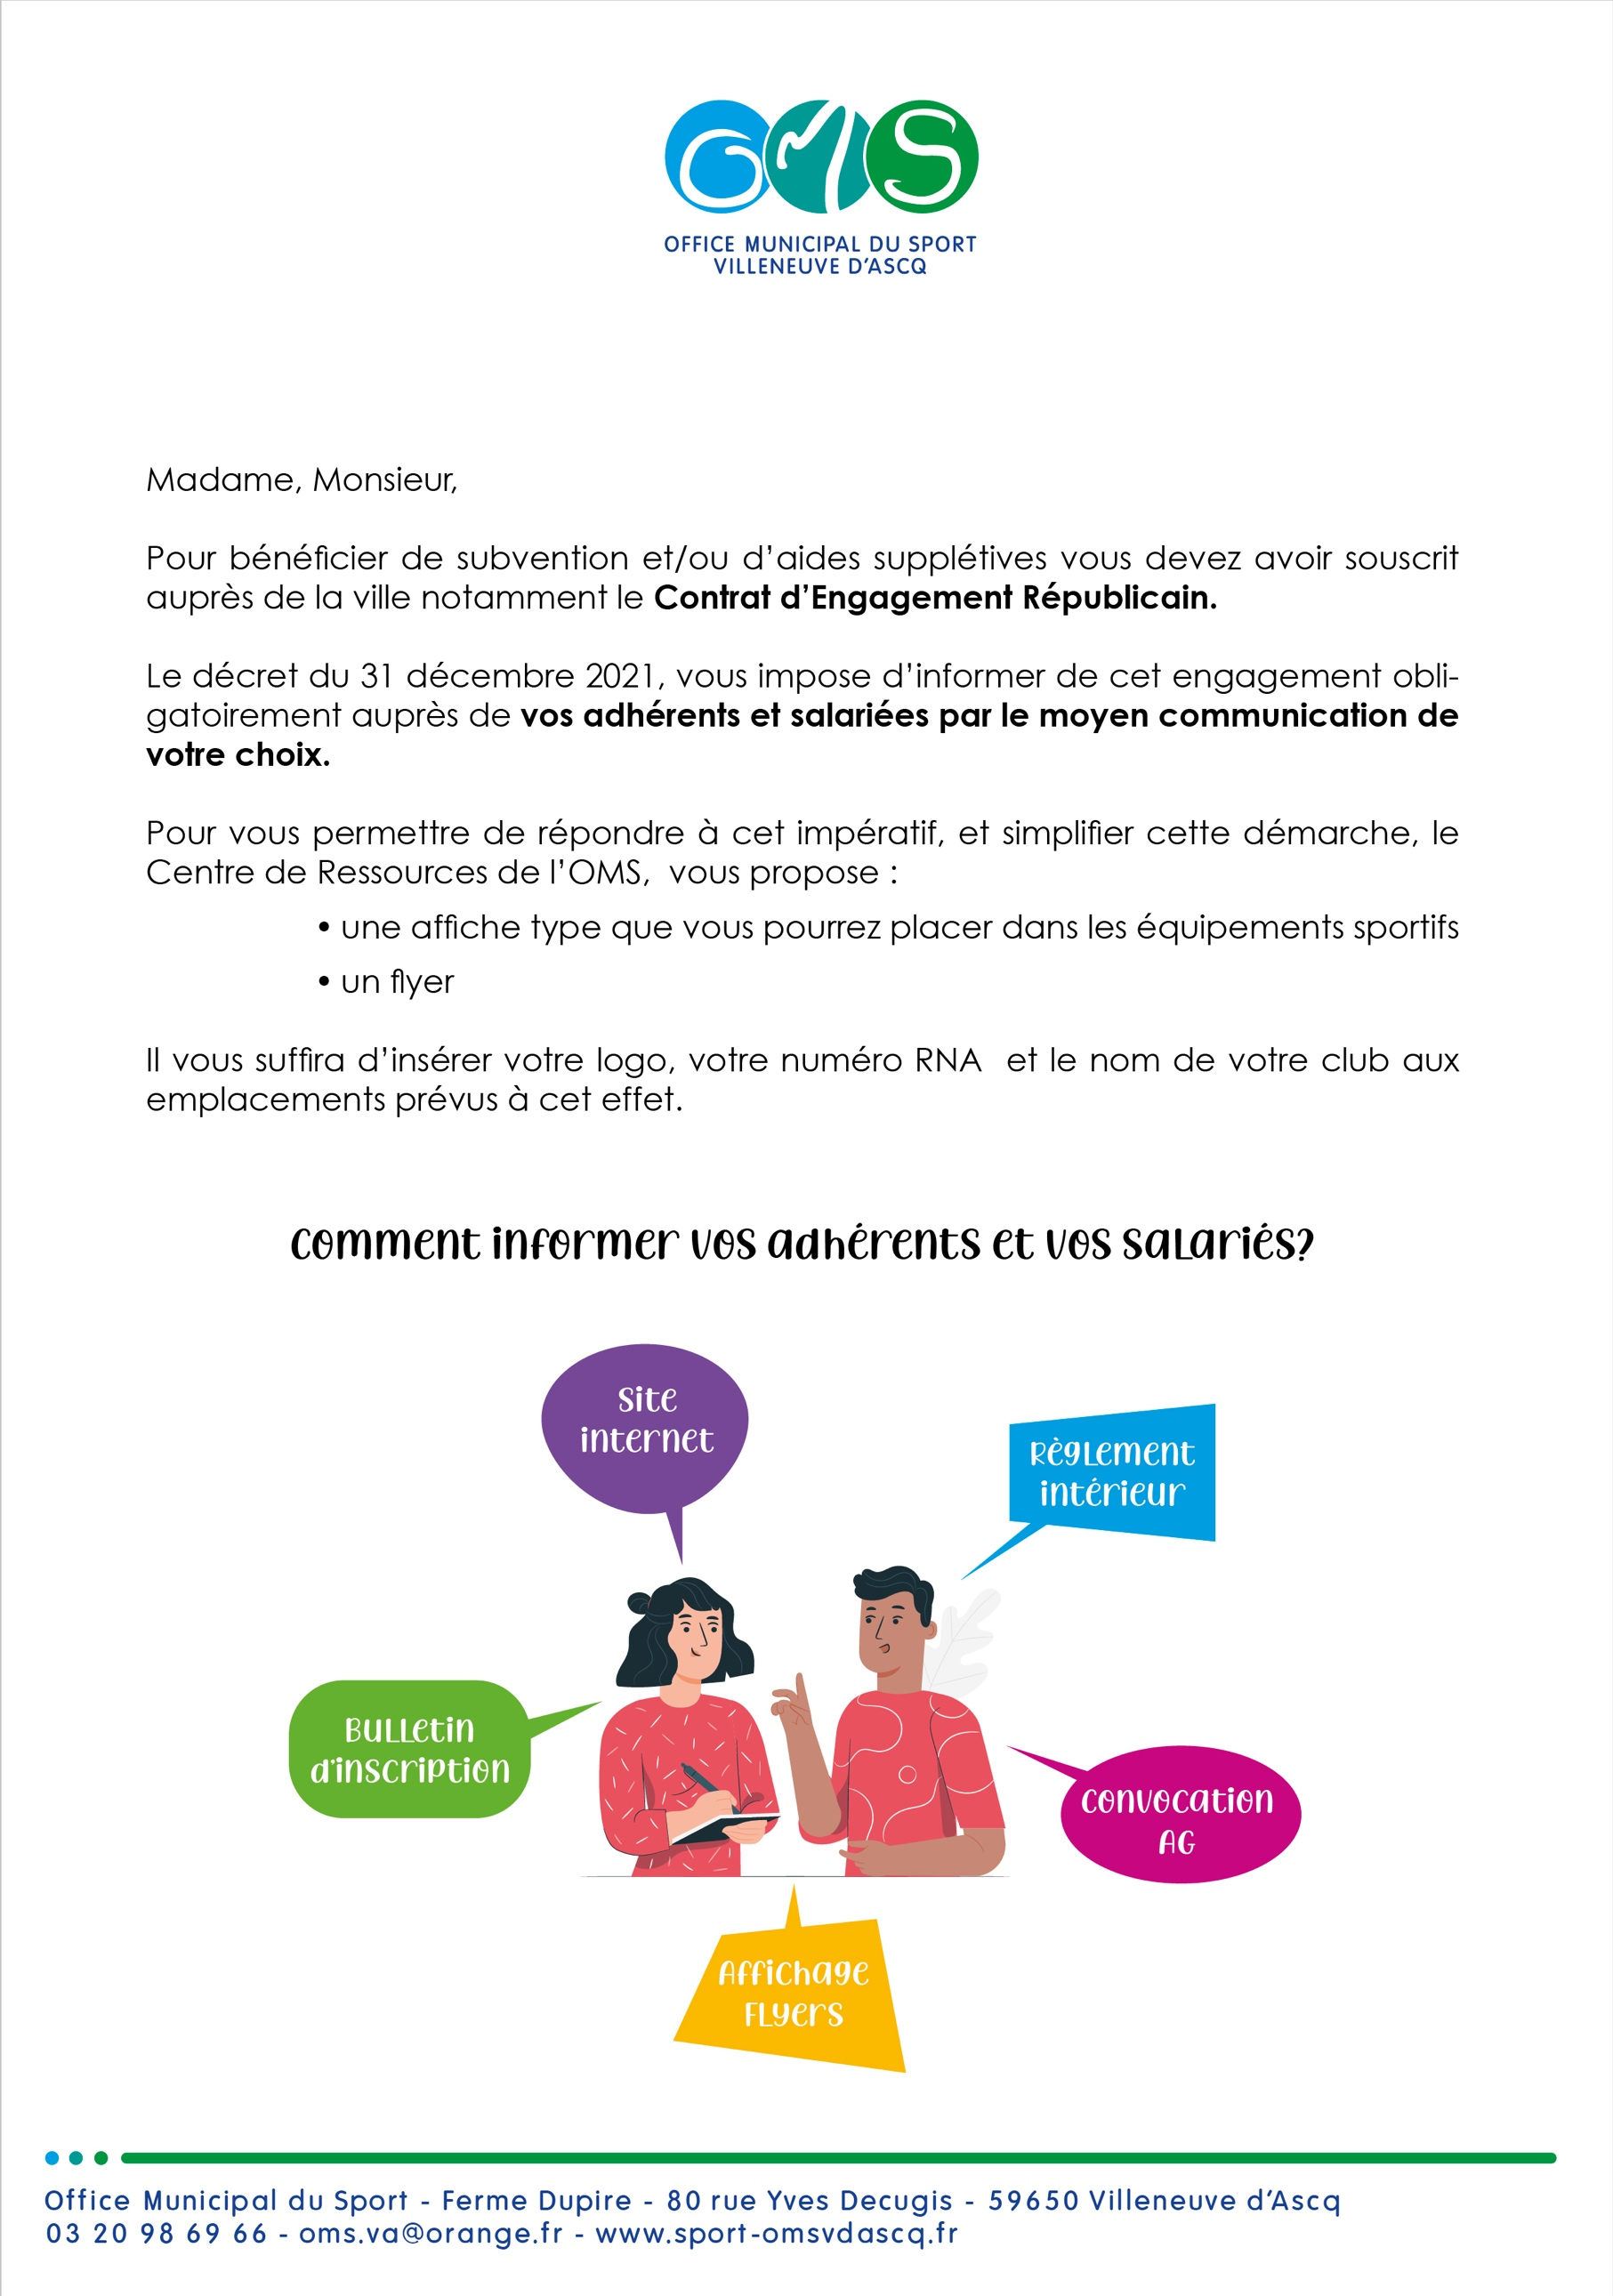 OMS
OFFICE MUNICIPAL DU SPORT
VILLENEUVE D'ASCQ
Madame, Monsieur,
Pour bénéficier de subvention et/ou d'aides supplétives vous devez avoir souscrit
auprès de la ville notamment le Contrat d'Engagement Républicain.
Le décret du 31 décembre 2021, vous impose d'informer de cet engagement obli-
gatoirement auprès de vos adhérents et salariées par le moyen communication de
votre choix.
Pour vous permettre de répondre à cet impératif, et simplifier cette démarche, le
Centre de Ressources de l'OMS,  vous propose :
• une affiche type que vous pourrez placer dans les équipements sportifs
• un flyer
Il vous suffira d'insérer votre logo, votre numéro RNA  et le nom de votre club aux
emplacements prévus à cet effet.
Comment informer vos adhérents et vos salariés?
Site
internet
Règlement
intérieur
Bulletin
d'inscription
Convocation
AG
Affichage
Flyers
Office Municipal du Sport - Ferme Dupire - 80 rue Yves Decugis - 59650 Villeneuve d'Ascq
03 20 98 69 66 - oms.va@orange.fr - www.sport-omsvdascq.fr